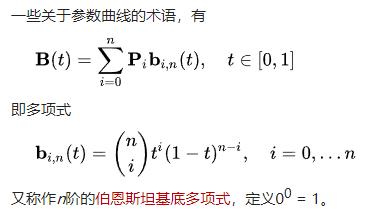 一些关于参数曲线的术语，有
B(t) = \sum_{i=0}^{n} P_i b_{i,n}(t), t ∈ [0, 1]
即多项式
b_{i,n}(t) = \binom{n}{i} t^i (1 − t)^{n−i}, i = 0, … n
又称作n阶的伯恩斯坦基底多项式，定义0^0 = 1。